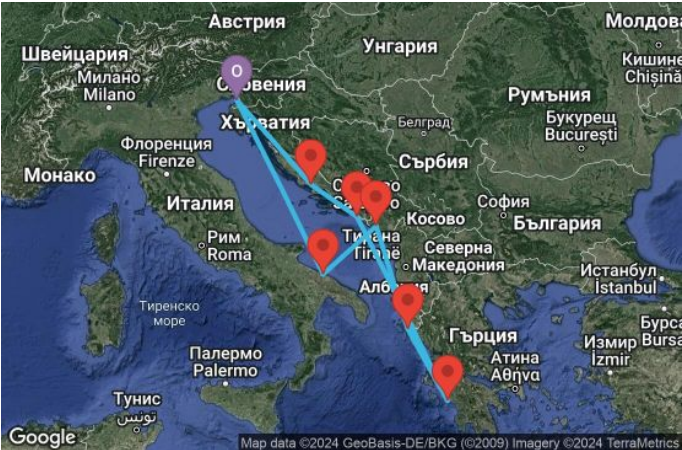 Австрия
Молдова
Швейцария
Унгария
Кишине
Chișină
Милано
Milano
O
Словения
Румъния
Хърватия
Белград
Букурещ
București
Флоренция
Firenze
Сърбия
Монако
Италия
София
Косово
България
Рим
Roma
Тирана
Tiranë
Северна
Македония
Истанбул
İstanbul
Албания
Тиренско
море
Гърция
Бурса
Bursa
Измир
İzmir
Палермо
Palermo
Атина
Αθήνα
Тунис
تونس
Google
Map data ©2024 GeoBasis-DE/BKG (©2009) Imagery ©2024 TerraMetrics